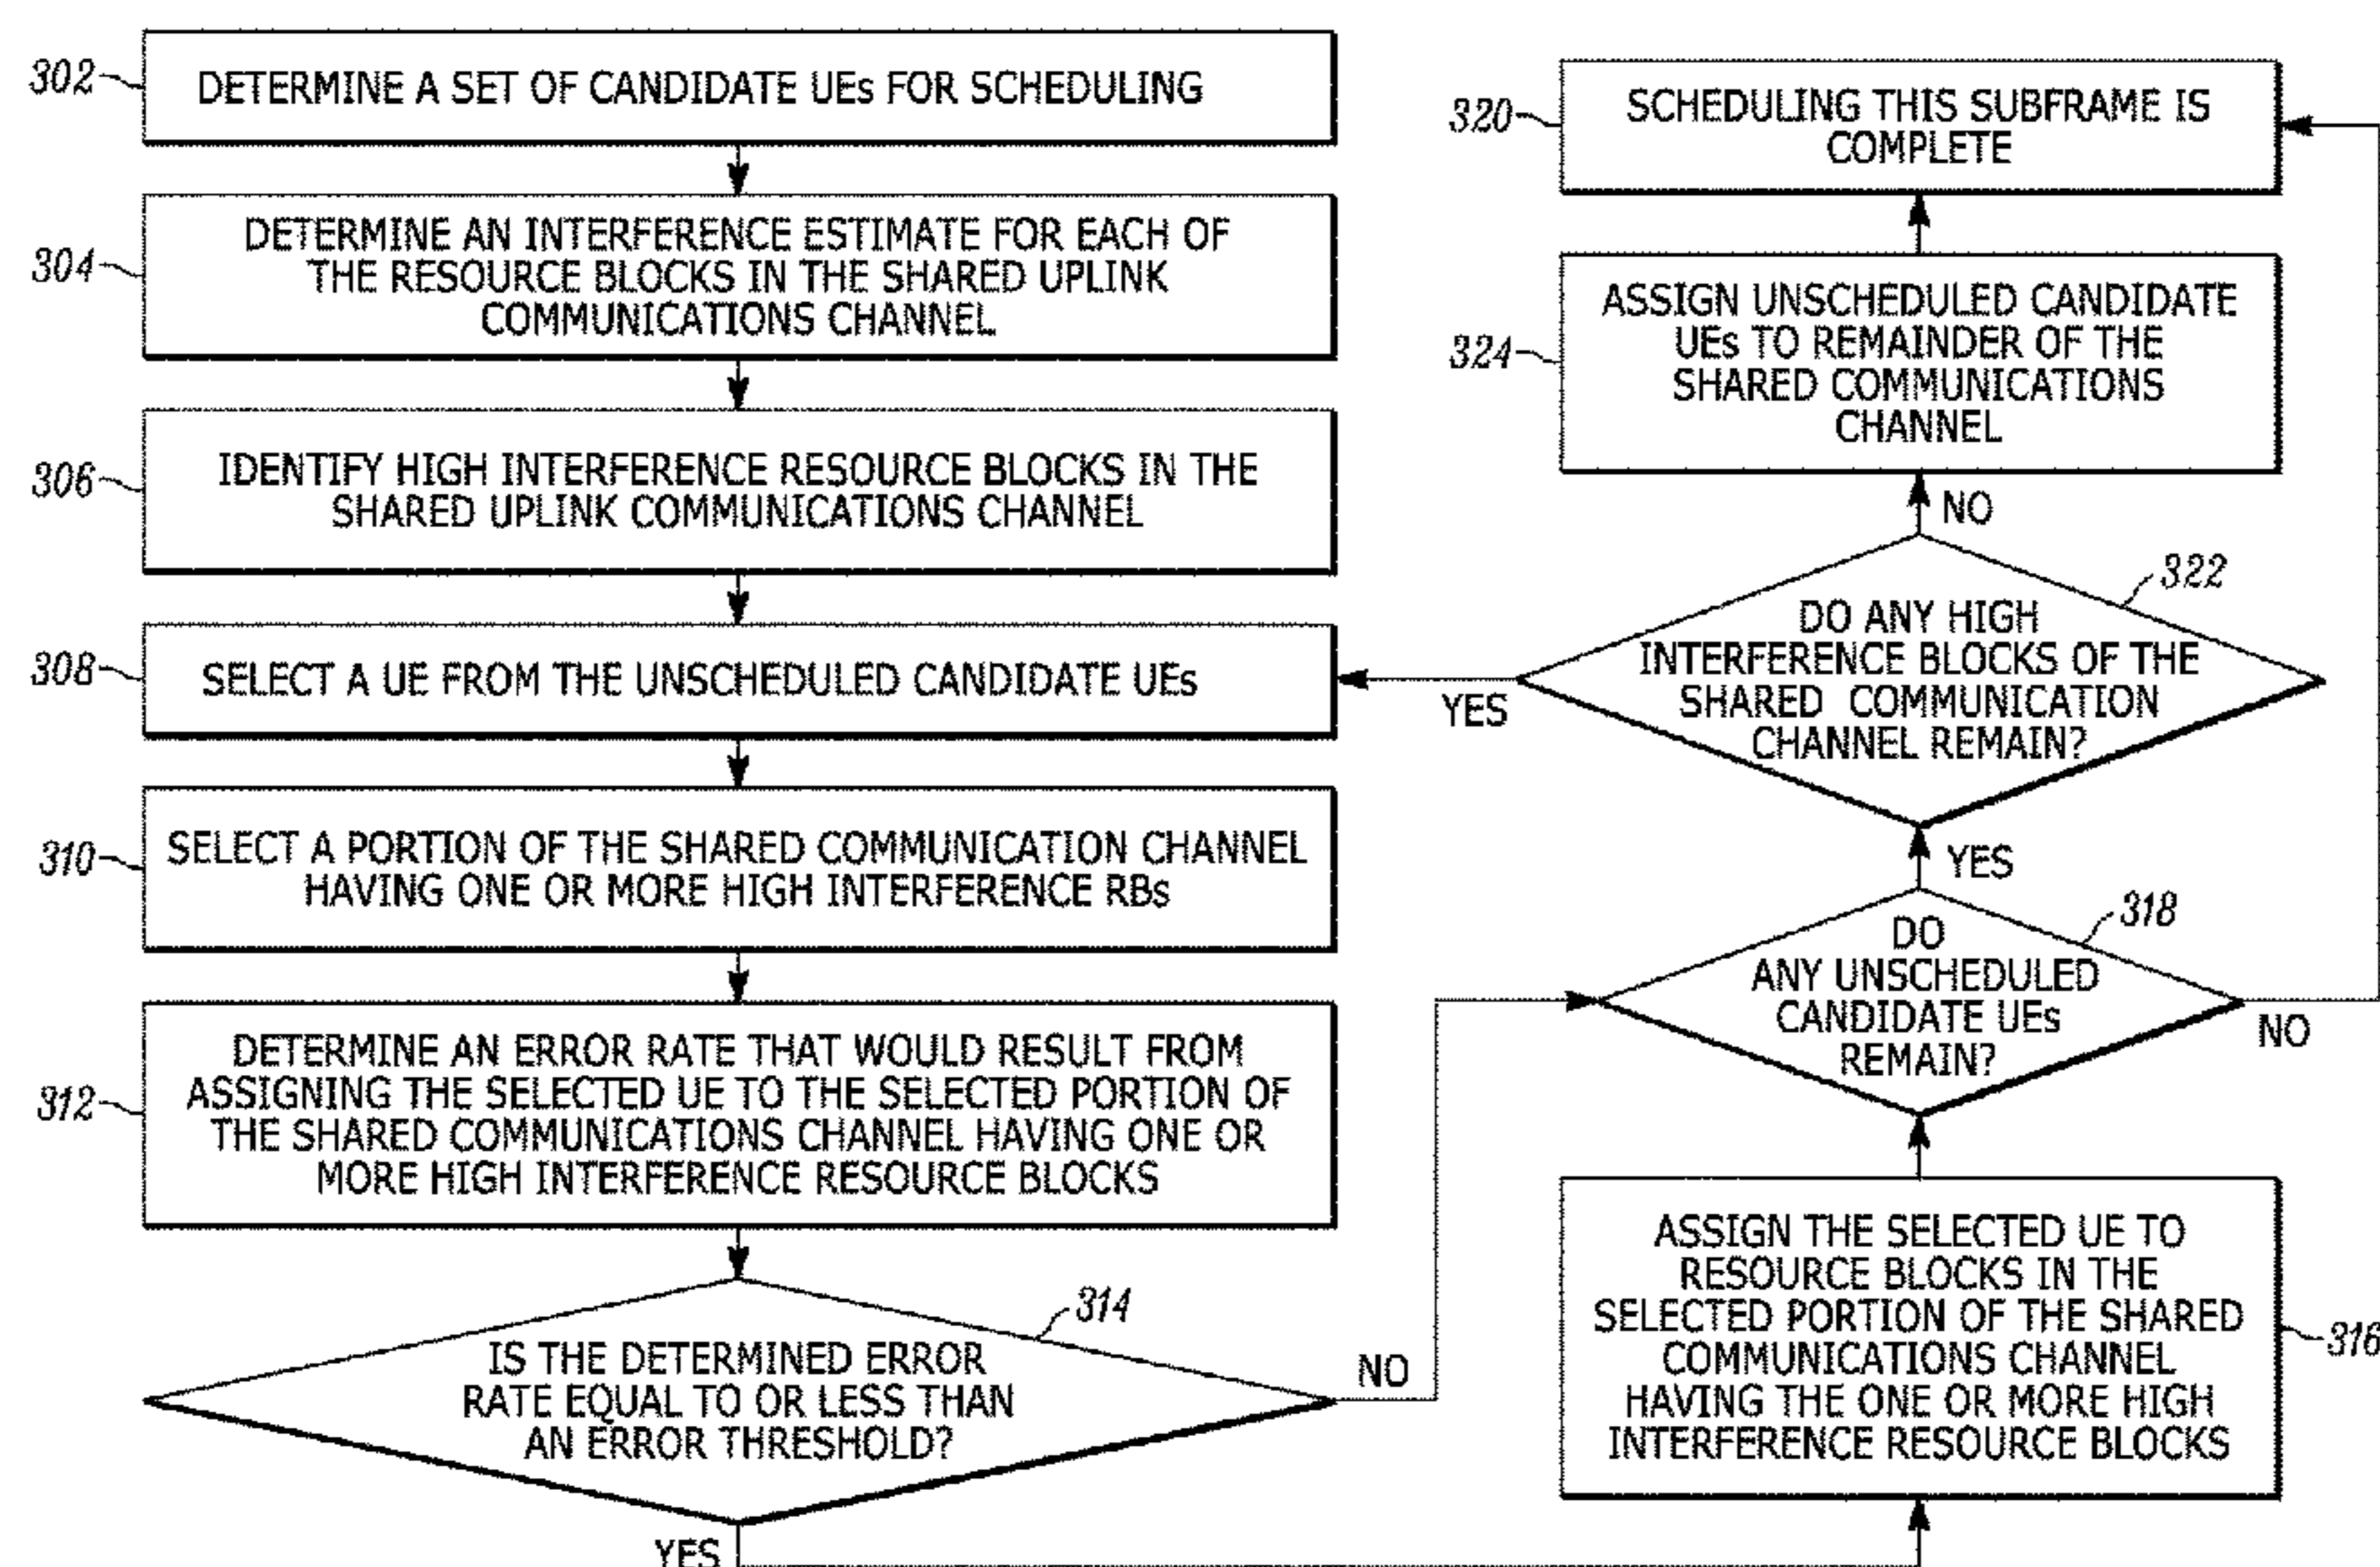 302
DETERMINE A SET OF CANDIDATE UEs FOR SCHEDULING
304
DETERMINE AN INTERFERENCE ESTIMATE FOR EACH OF
THE RESOURCE BLOCKS IN THE SHARED UPLINK
COMMUNICATIONS CHANNEL
306
IDENTIFY HIGH INTERFERENCE RESOURCE BLOCKS IN THE
SHARED UPLINK COMMUNICATIONS CHANNEL
308
SELECT A UE FROM THE UNSCHEDULED CANDIDATE UEs
310
SELECT A PORTION OF THE SHARED COMMUNICATION CHANNEL
HAVING ONE OR MORE HIGH INTERFERENCE RBs
312
DETERMINE AN ERROR RATE THAT WOULD RESULT FROM
ASSIGNING THE SELECTED UE TO THE SELECTED PORTION OF
THE SHARED COMMUNICATIONS CHANNEL HAVING ONE OR
MORE HIGH INTERFERENCE RESOURCE BLOCKS
314
IS THE DETERMINED ERROR
RATE EQUAL TO OR LESS THAN
AN ERROR THRESHOLD?
NO
YES
320
SCHEDULING THIS SUBFRAME IS
COMPLETE
324
ASSIGN UNSCHEDULED CANDIDATE
UEs TO REMAINDER OF THE
SHARED COMMUNICATIONS
CHANNEL
NO
322
DO ANY HIGH
INTERFERENCE BLOCKS OF THE
SHARED COMMUNICATION
CHANNEL REMAIN?
YES
YES
318
DO
ANY UNSCHEDULED
CANDIDATE UEs
REMAIN?
NO
ASSIGN THE SELECTED UE TO
RESOURCE BLOCKS IN THE
SELECTED PORTION OF THE SHARED
COMMUNICATIONS CHANNEL
HAVING THE ONE OR MORE HIGH
INTERFERENCE RESOURCE BLOCKS
316